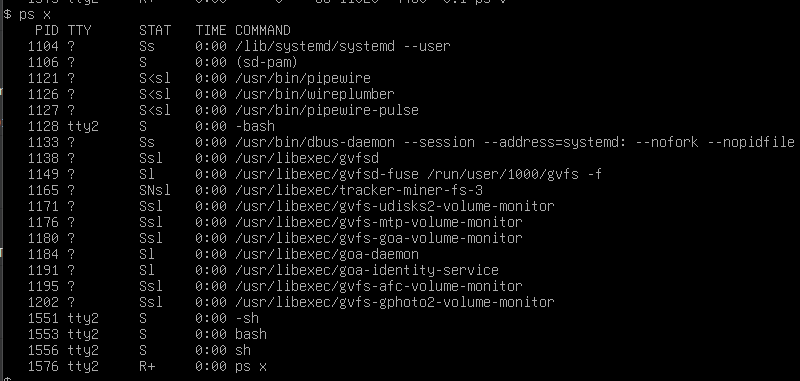 $ ps x
PID TTY STAT TIME COMMAND
1104 ? Ss 0:00 /lib/systemd/systemd --user
1106 ? S 0:00 (sd-pam)
1121 ? S<sl 0:00 /usr/bin/pipewire
1126 ? S<sl 0:00 /usr/bin/wireplumber
1127 ? S<sl 0:00 /usr/bin/pipewire-pulse
1128 tty2 S 0:00 -bash
1133 ? Ss 0:00 /usr/bin/dbus-daemon --session --address=systemd: --nofork --nopidfile
1138 ? Ssl 0:00 /usr/libexec/gvfsd
1149 ? Sl 0:00 /usr/libexec/gvfsd-fuse /run/user/1000/gvfs -f
1165 ? SNsl 0:00 /usr/libexec/tracker-miner-fs-3
1171 ? Ssl 0:00 /usr/libexec/gvfs-udisks2-volume-monitor
1176 ? Ssl 0:00 /usr/libexec/gvfs-mtp-volume-monitor
1180 ? Ssl 0:00 /usr/libexec/gvfs-goa-volume-monitor
1184 ? Sl 0:00 /usr/libexec/goa-daemon
1191 ? Sl 0:00 /usr/libexec/goa-identity-service
1195 ? Ssl 0:00 /usr/libexec/gvfs-afc-volume-monitor
1202 ? Ssl 0:00 /usr/libexec/gvfs-gphoto2-volume-monitor
1551 tty2 S 0:00 -sh
1553 tty2 S 0:00 bash
1556 tty2 S 0:00 sh
1576 tty2 R+ 0:00 ps x
$